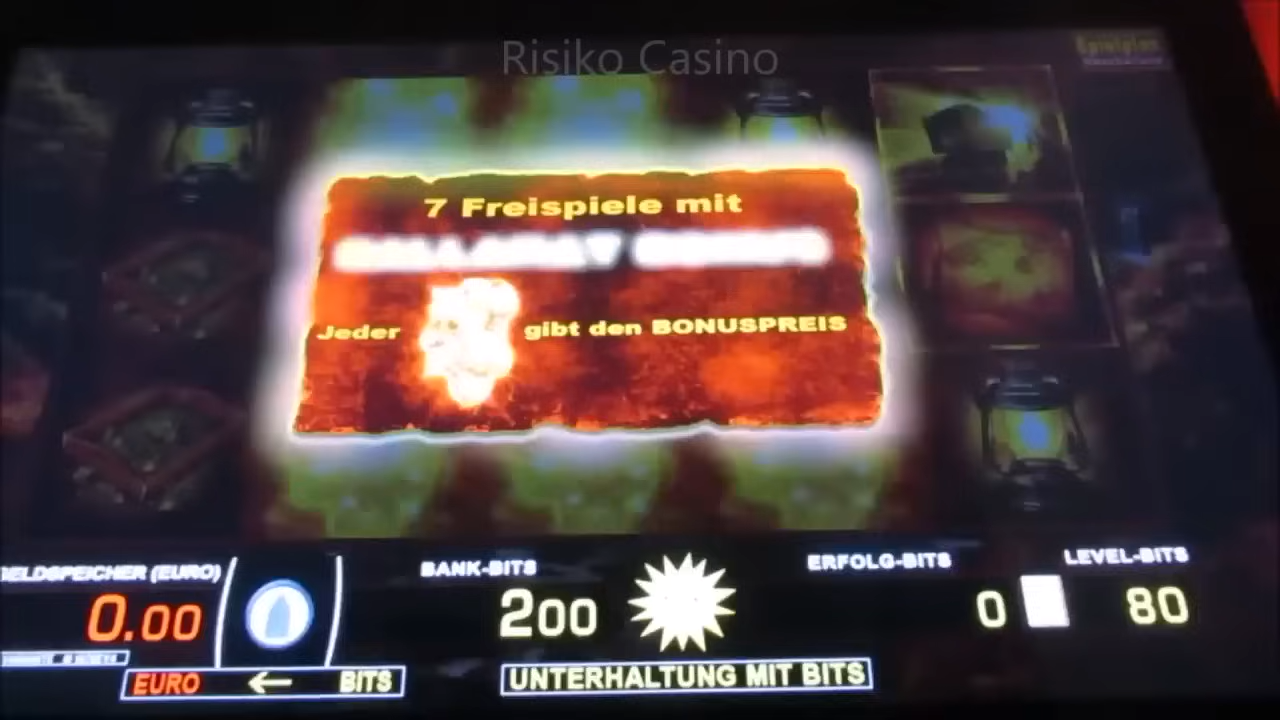 Risiko Casino
Spielplan
7 Freispiele mit
Jeder gibt den BONUSPREIS
GELDSPEICHER (EURO)
BANK-BITS
ERFOLG-BITS
LEVEL-BITS
0.00
200
0
80
EURO ← BITS
UNTERHALTUNG MIT BITS